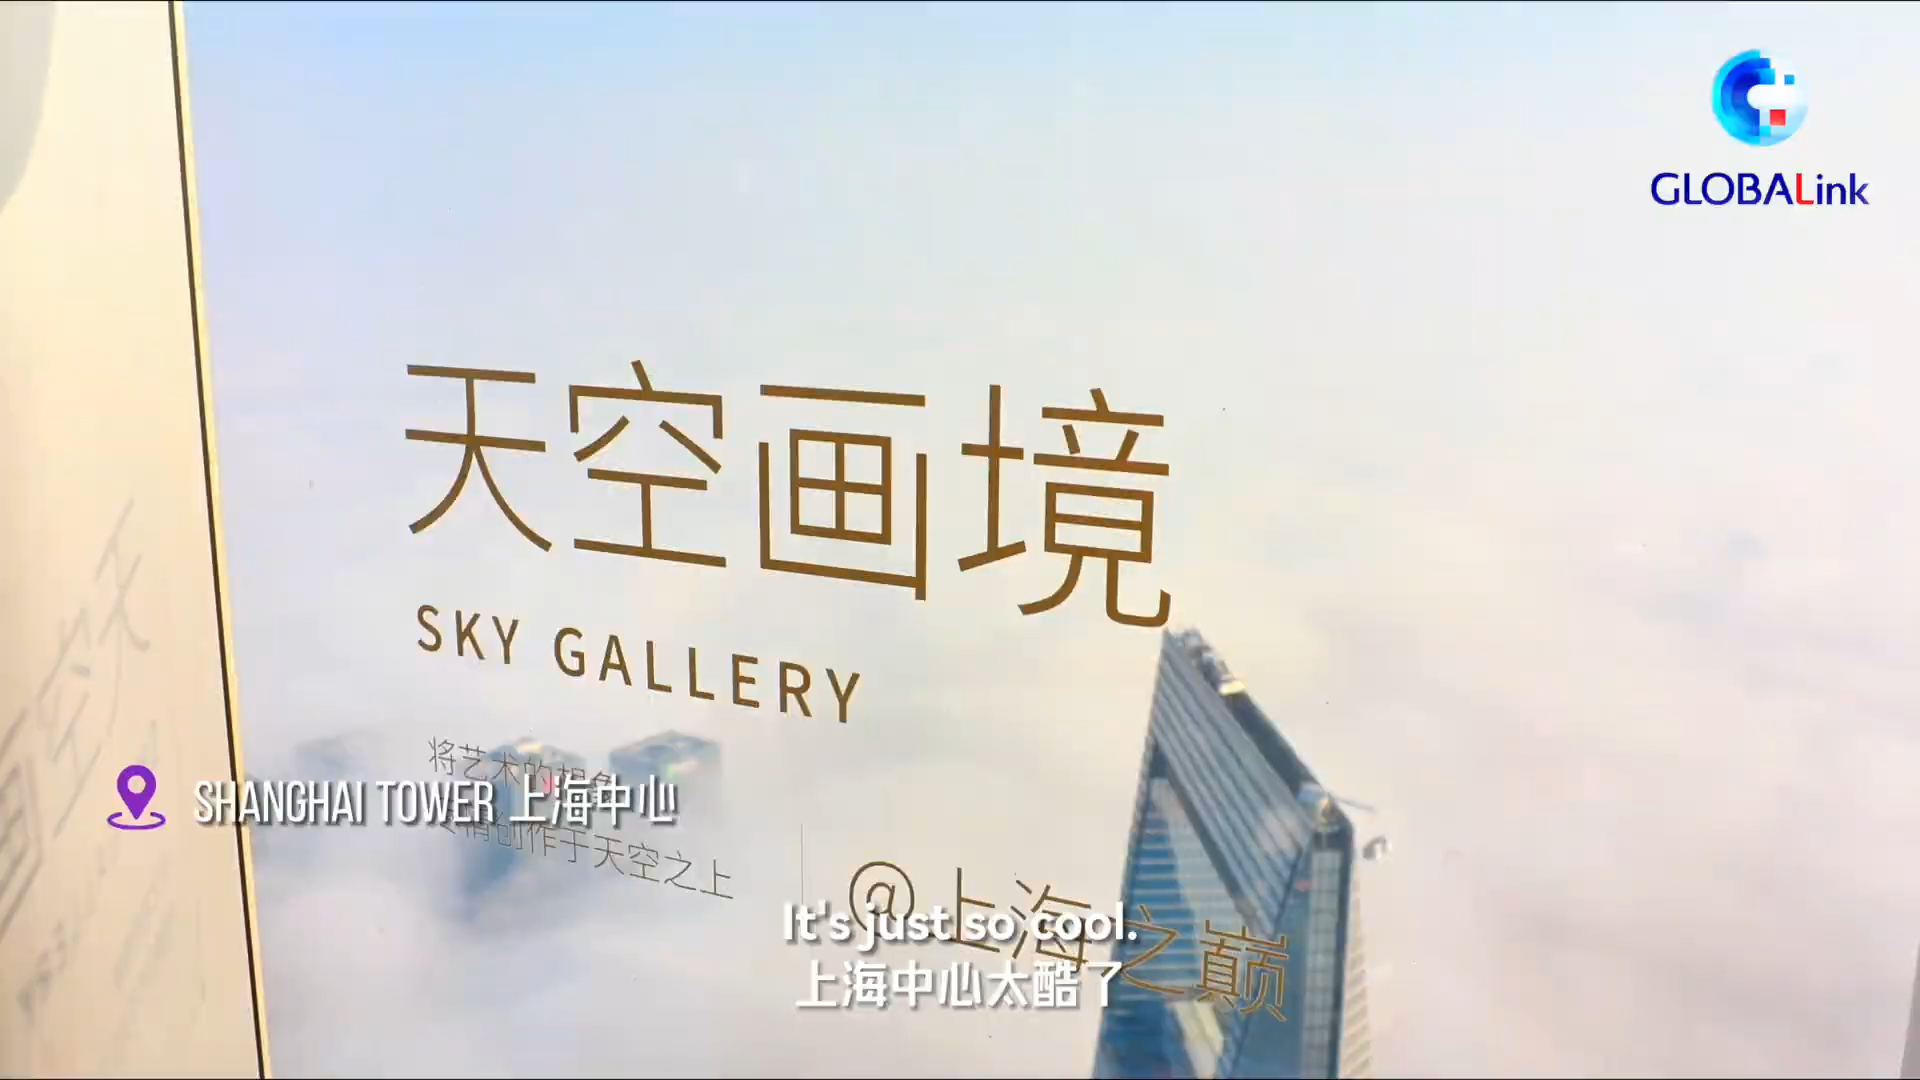 GLOBALink
天空画境
SKY GALLERY
将艺术的想象
SHANGHAI TOWER 上海中心
创作于天空之上
@上海之巅
It's just so cool.
上海中心太酷了